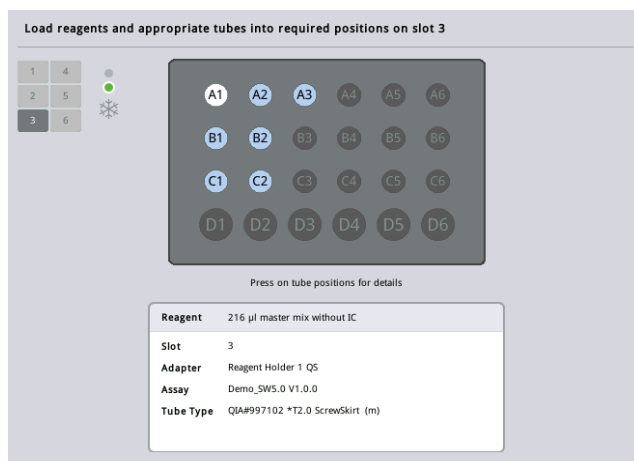 Load reagents and appropriate tubes into required positions on slot 3
1 4
2 5
3 6
A1 A2 A3 A4 A5 A6
B1 B2 B3 B4 B5 B6
C1 C2 C3 C4 C5 C6
D1 D2 D3 D4 D5 D6
Press on tube positions for details
Reagent 216 µl master mix without IC
Slot 3
Adapter Reagent Holder 1 QS
Assay Demo_SW5.0 V1.0.0
Tube Type QIA#997102 *T2.0 ScrewSkirt (m)